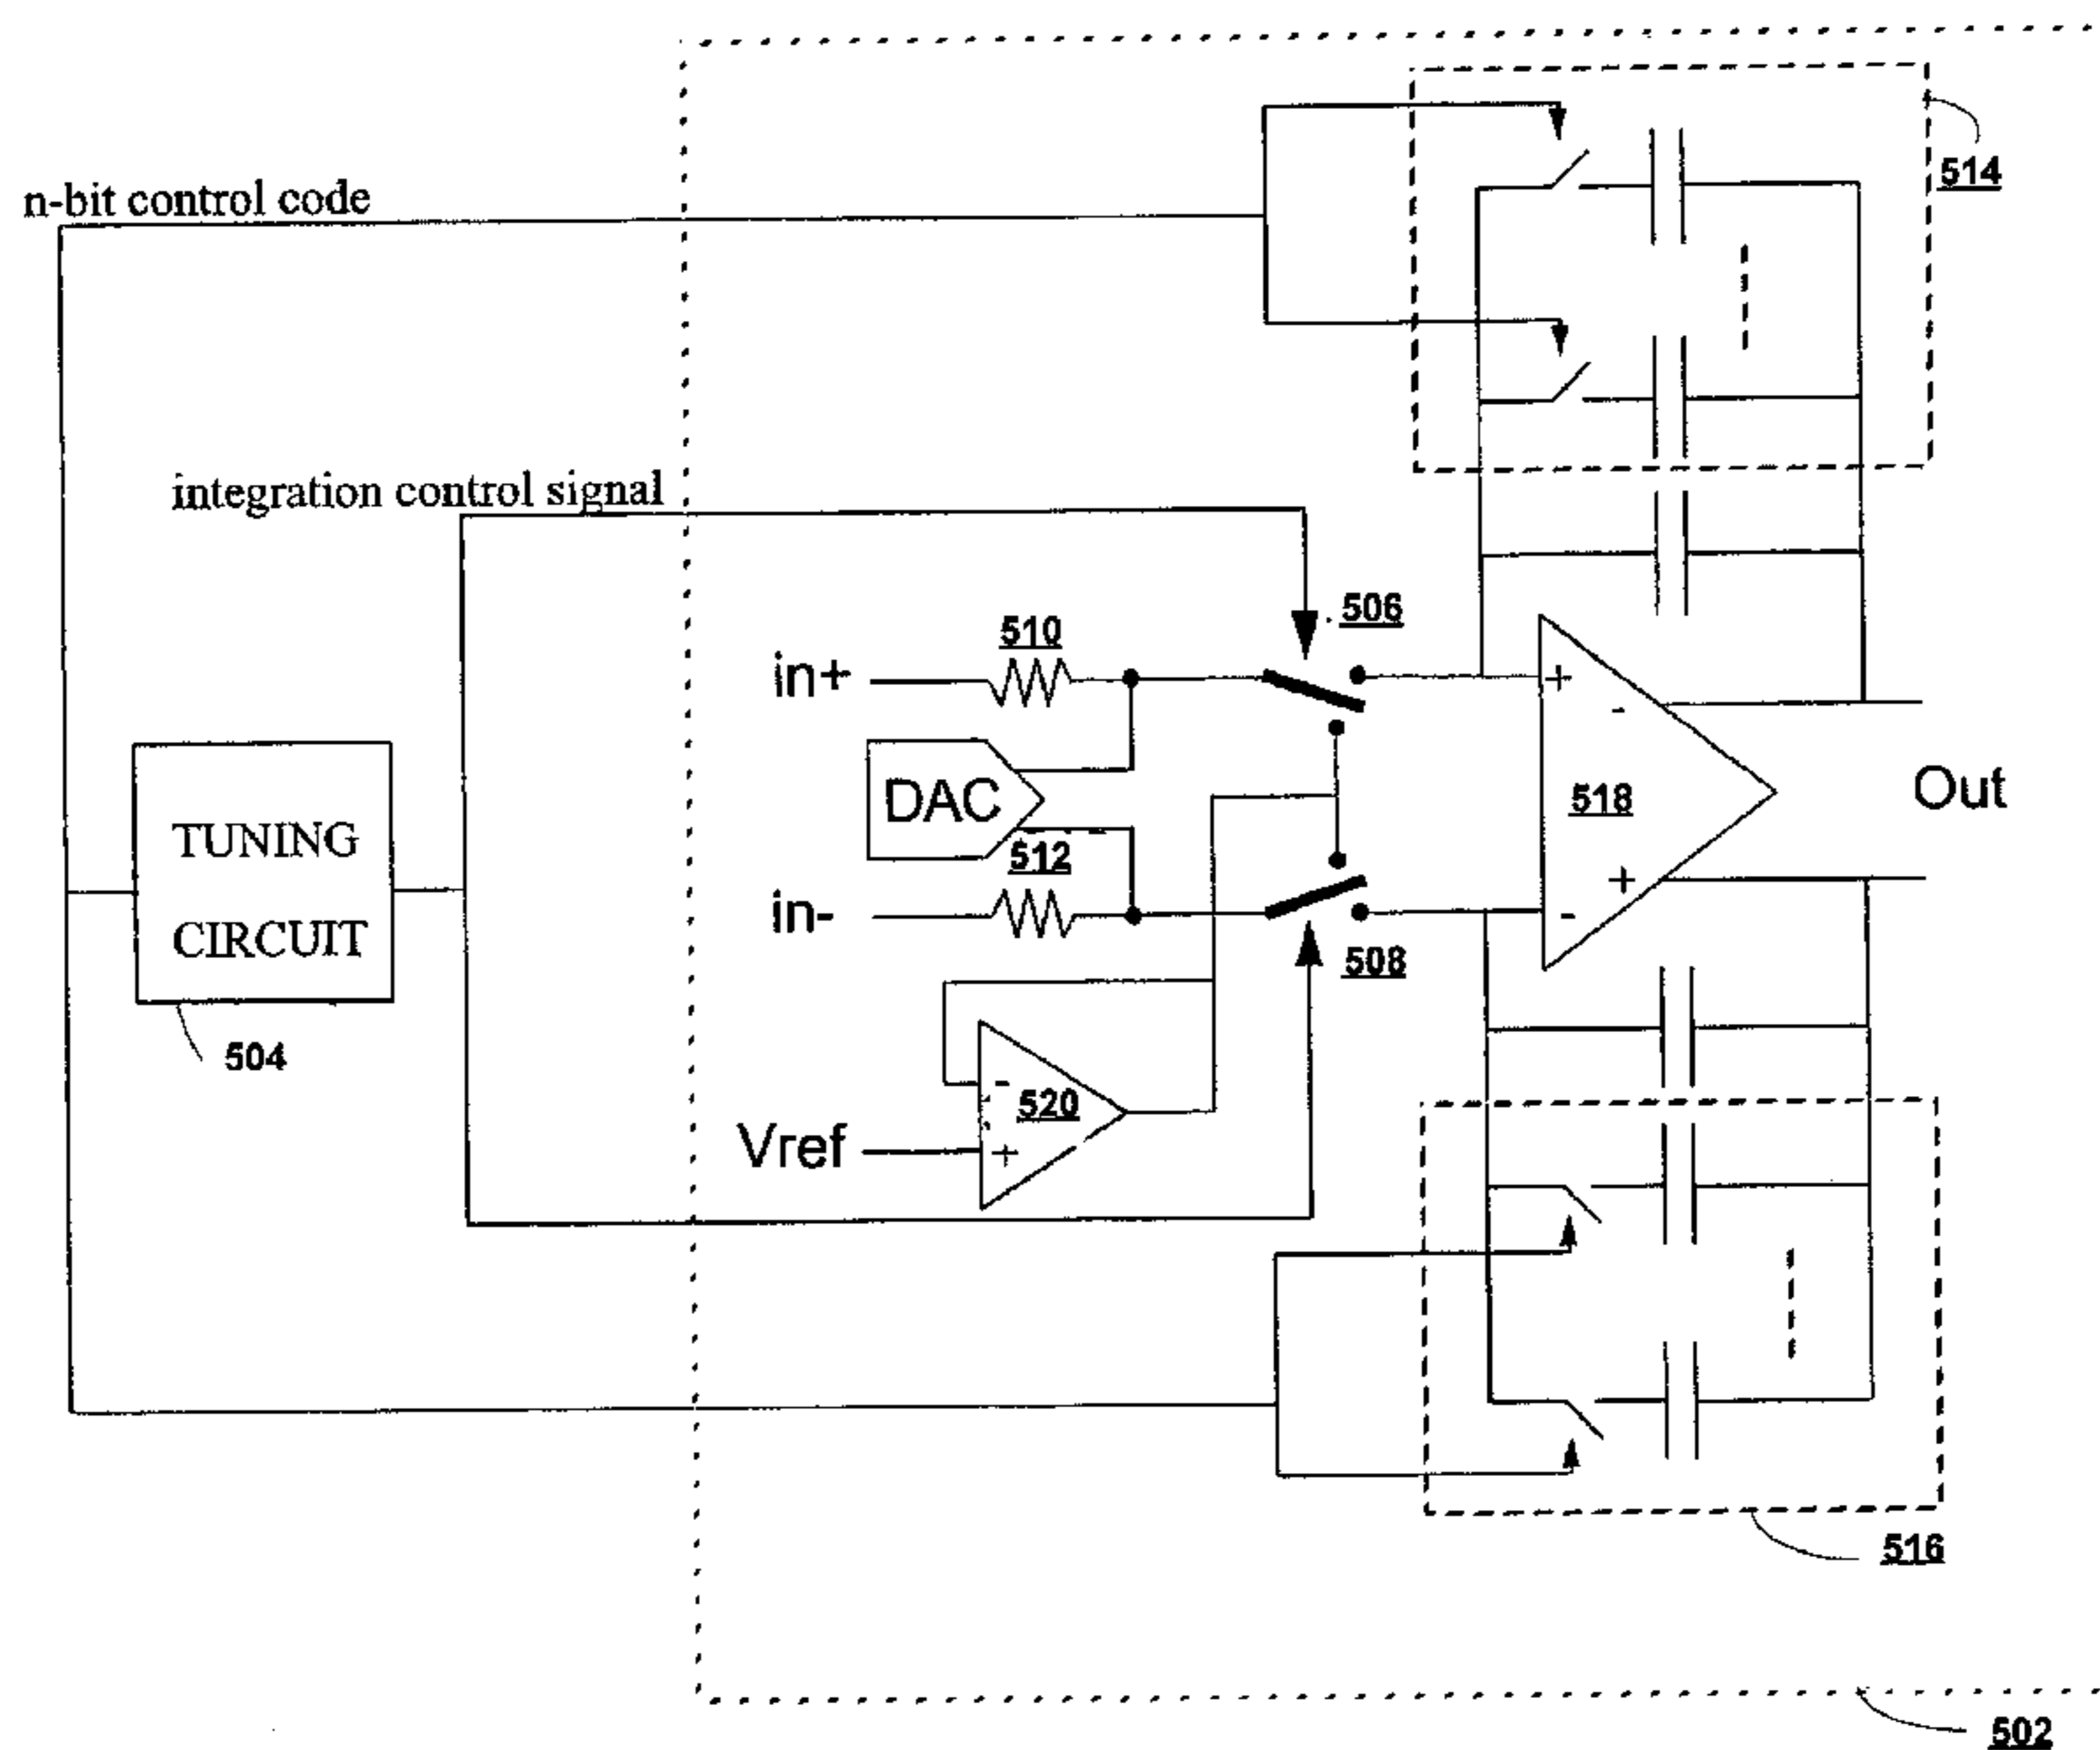 514
n-bit control code
integration control signal
506
510
in+
+
-
DAC
518
Out
TUNING
CIRCUIT
512
+
in-
-
508
504
-
520
Vref
+
516
502